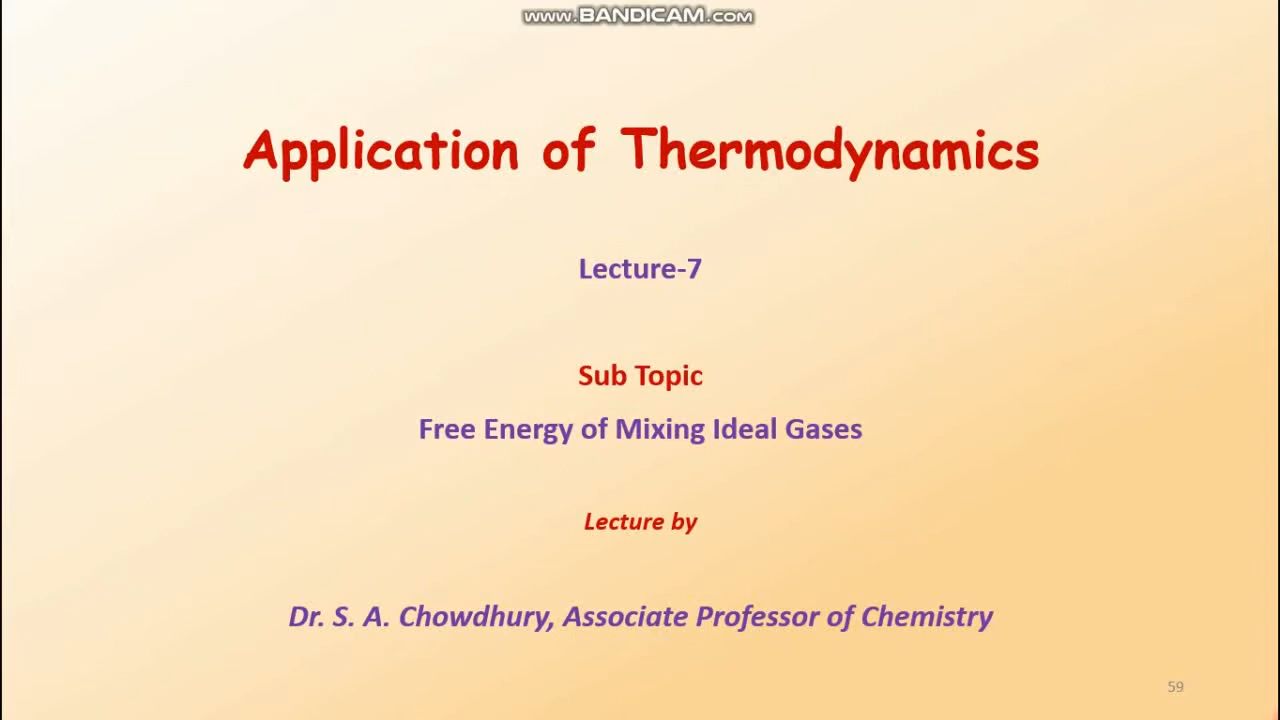 www.BANDICAM.com
Application of Thermodynamics
Lecture-7
Sub Topic
Free Energy of Mixing Ideal Gases
Lecture by
Dr. S. A. Chowdhury, Associate Professor of Chemistry
59